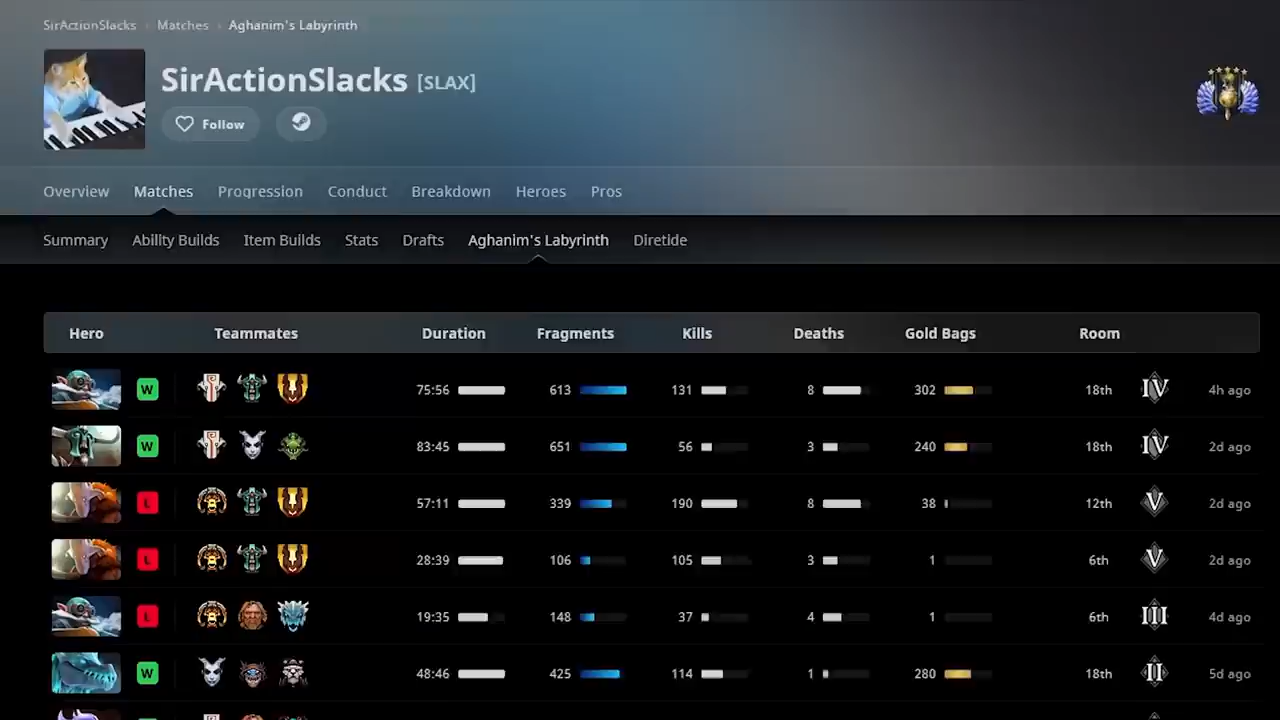 SirActionSlacks › Matches › Aghanim's Labyrinth
SirActionSlacks [SLAX]
Follow
Overview Matches Progression Conduct Breakdown Heroes Pros
Summary Ability Builds Item Builds Stats Drafts Aghanim's Labyrinth Diretide
Hero Teammates Duration Fragments Kills Deaths Gold Bags Room
W 75:56 613 131 8 302 18th IV 4h ago
W 83:45 651 56 3 240 18th IV 2d ago
L 57:11 339 190 8 38 12th V 2d ago
L 28:39 106 105 3 1 6th V 2d ago
L 19:35 148 37 4 1 6th III 4d ago
W 48:46 425 114 1 280 18th II 5d ago